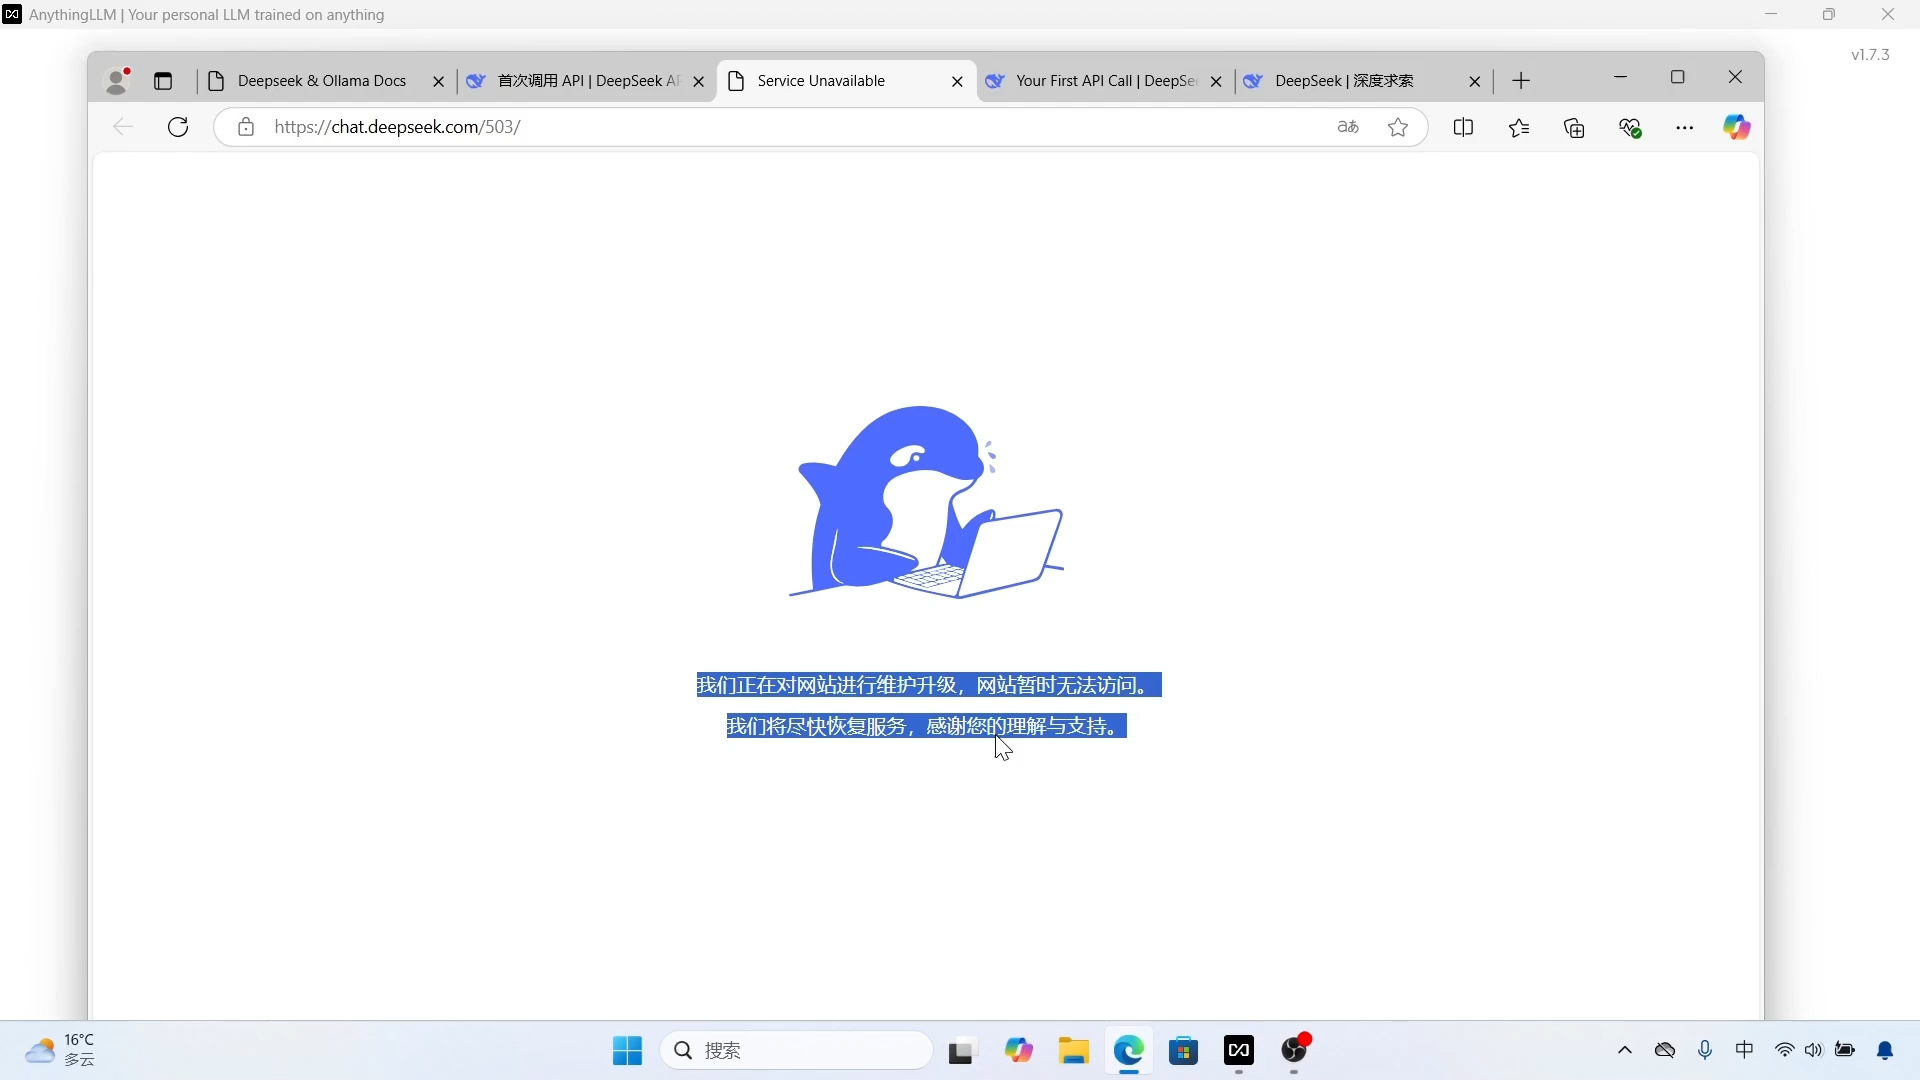 AnythingLLM | Your personal LLM trained on anything
v1.7.3
Deepseek & Ollama Docs
首次调用 API | DeepSeek AP
Service Unavailable
Your First API Call | DeepSee
DeepSeek | 深度求索
https://chat.deepseek.com/503/
我们正在对网站进行维护升级，网站暂时无法访问。
我们将尽快恢复服务，感谢您的理解与支持。
16°C
多云
搜索
中